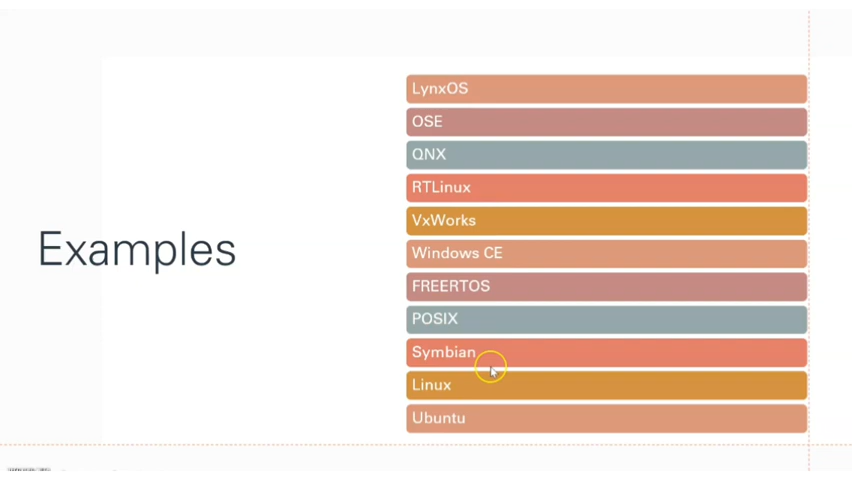 Examples
LynxOS
OSE
QNX
RTLinux
VxWorks
Windows CE
FREERTOS
POSIX
Symbian
Linux
Ubuntu